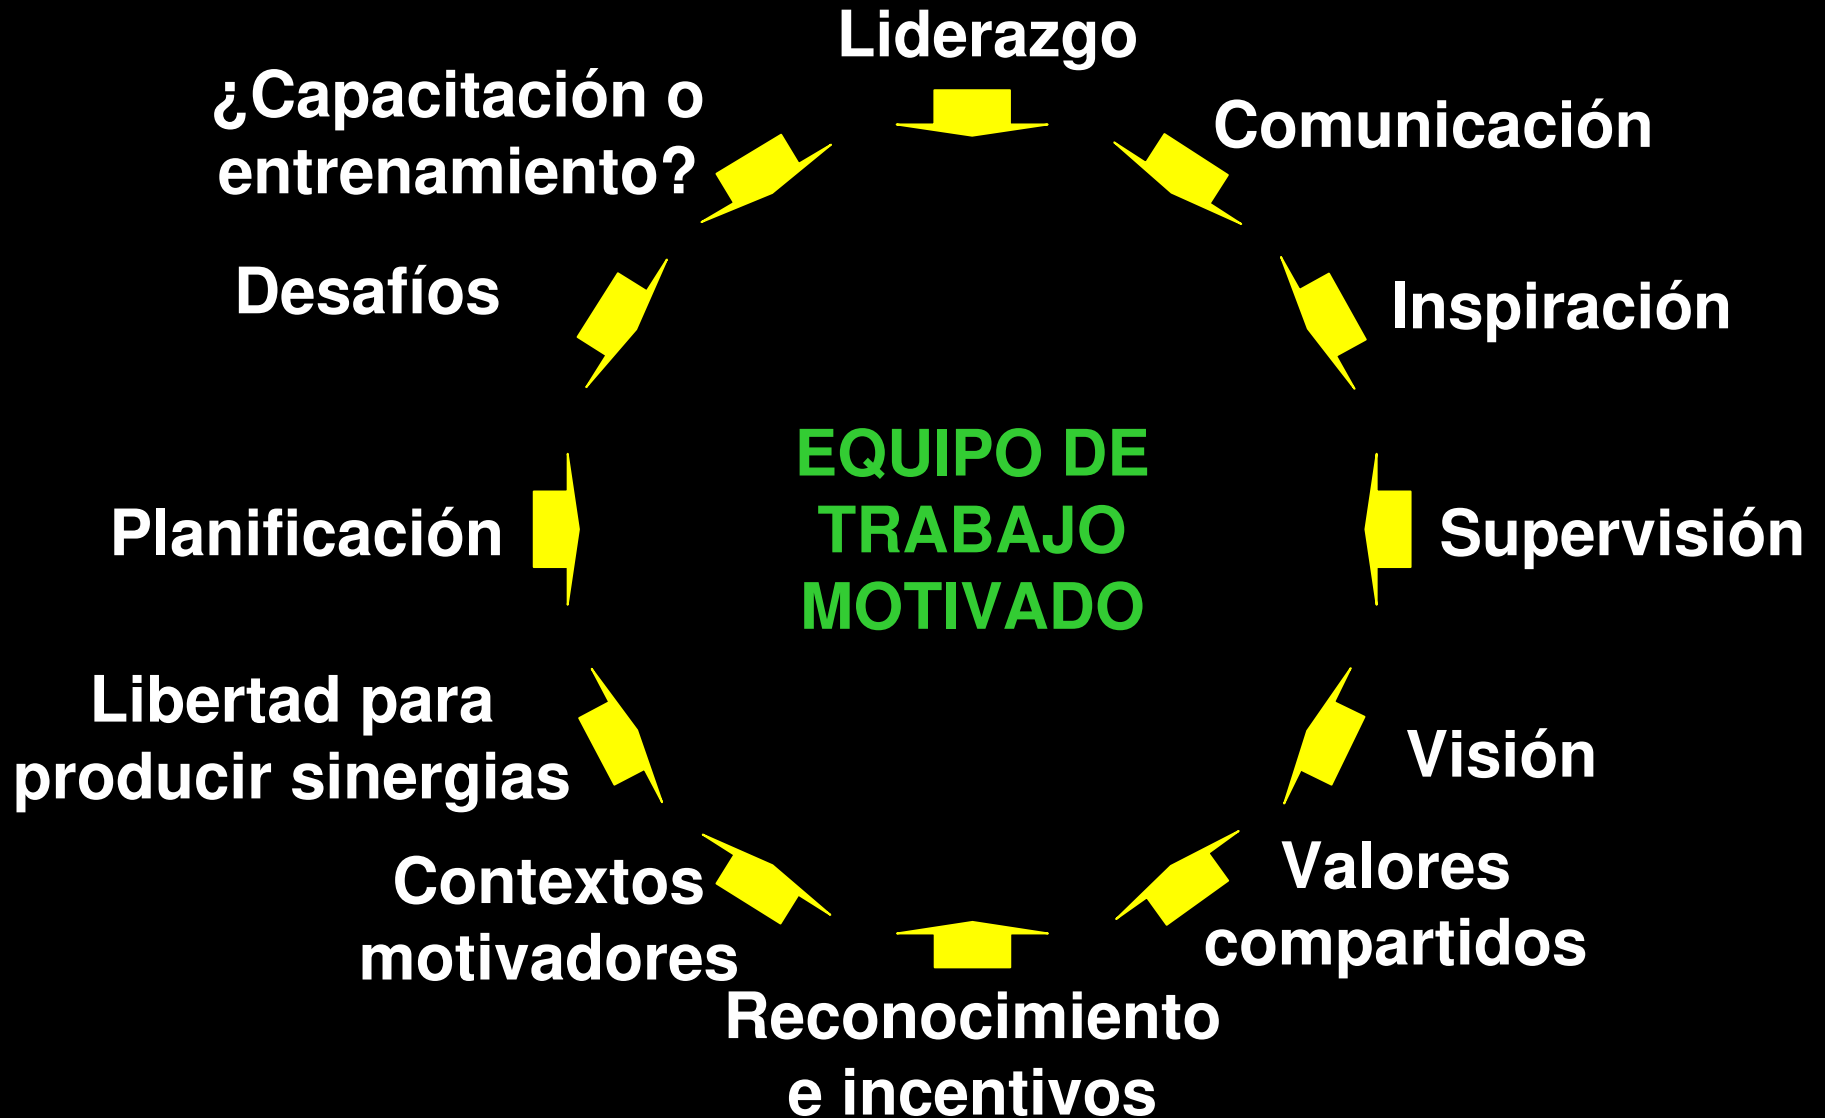 Liderazgo
¿Capacitación o
entrenamiento?
Comunicación
Desafíos
Inspiración
EQUIPO DE
TRABAJO
MOTIVADO
Planificación
Supervisión
Libertad para
producir sinergias
Visión
Contextos
motivadores
Valores
compartidos
Reconocimiento
e incentivos